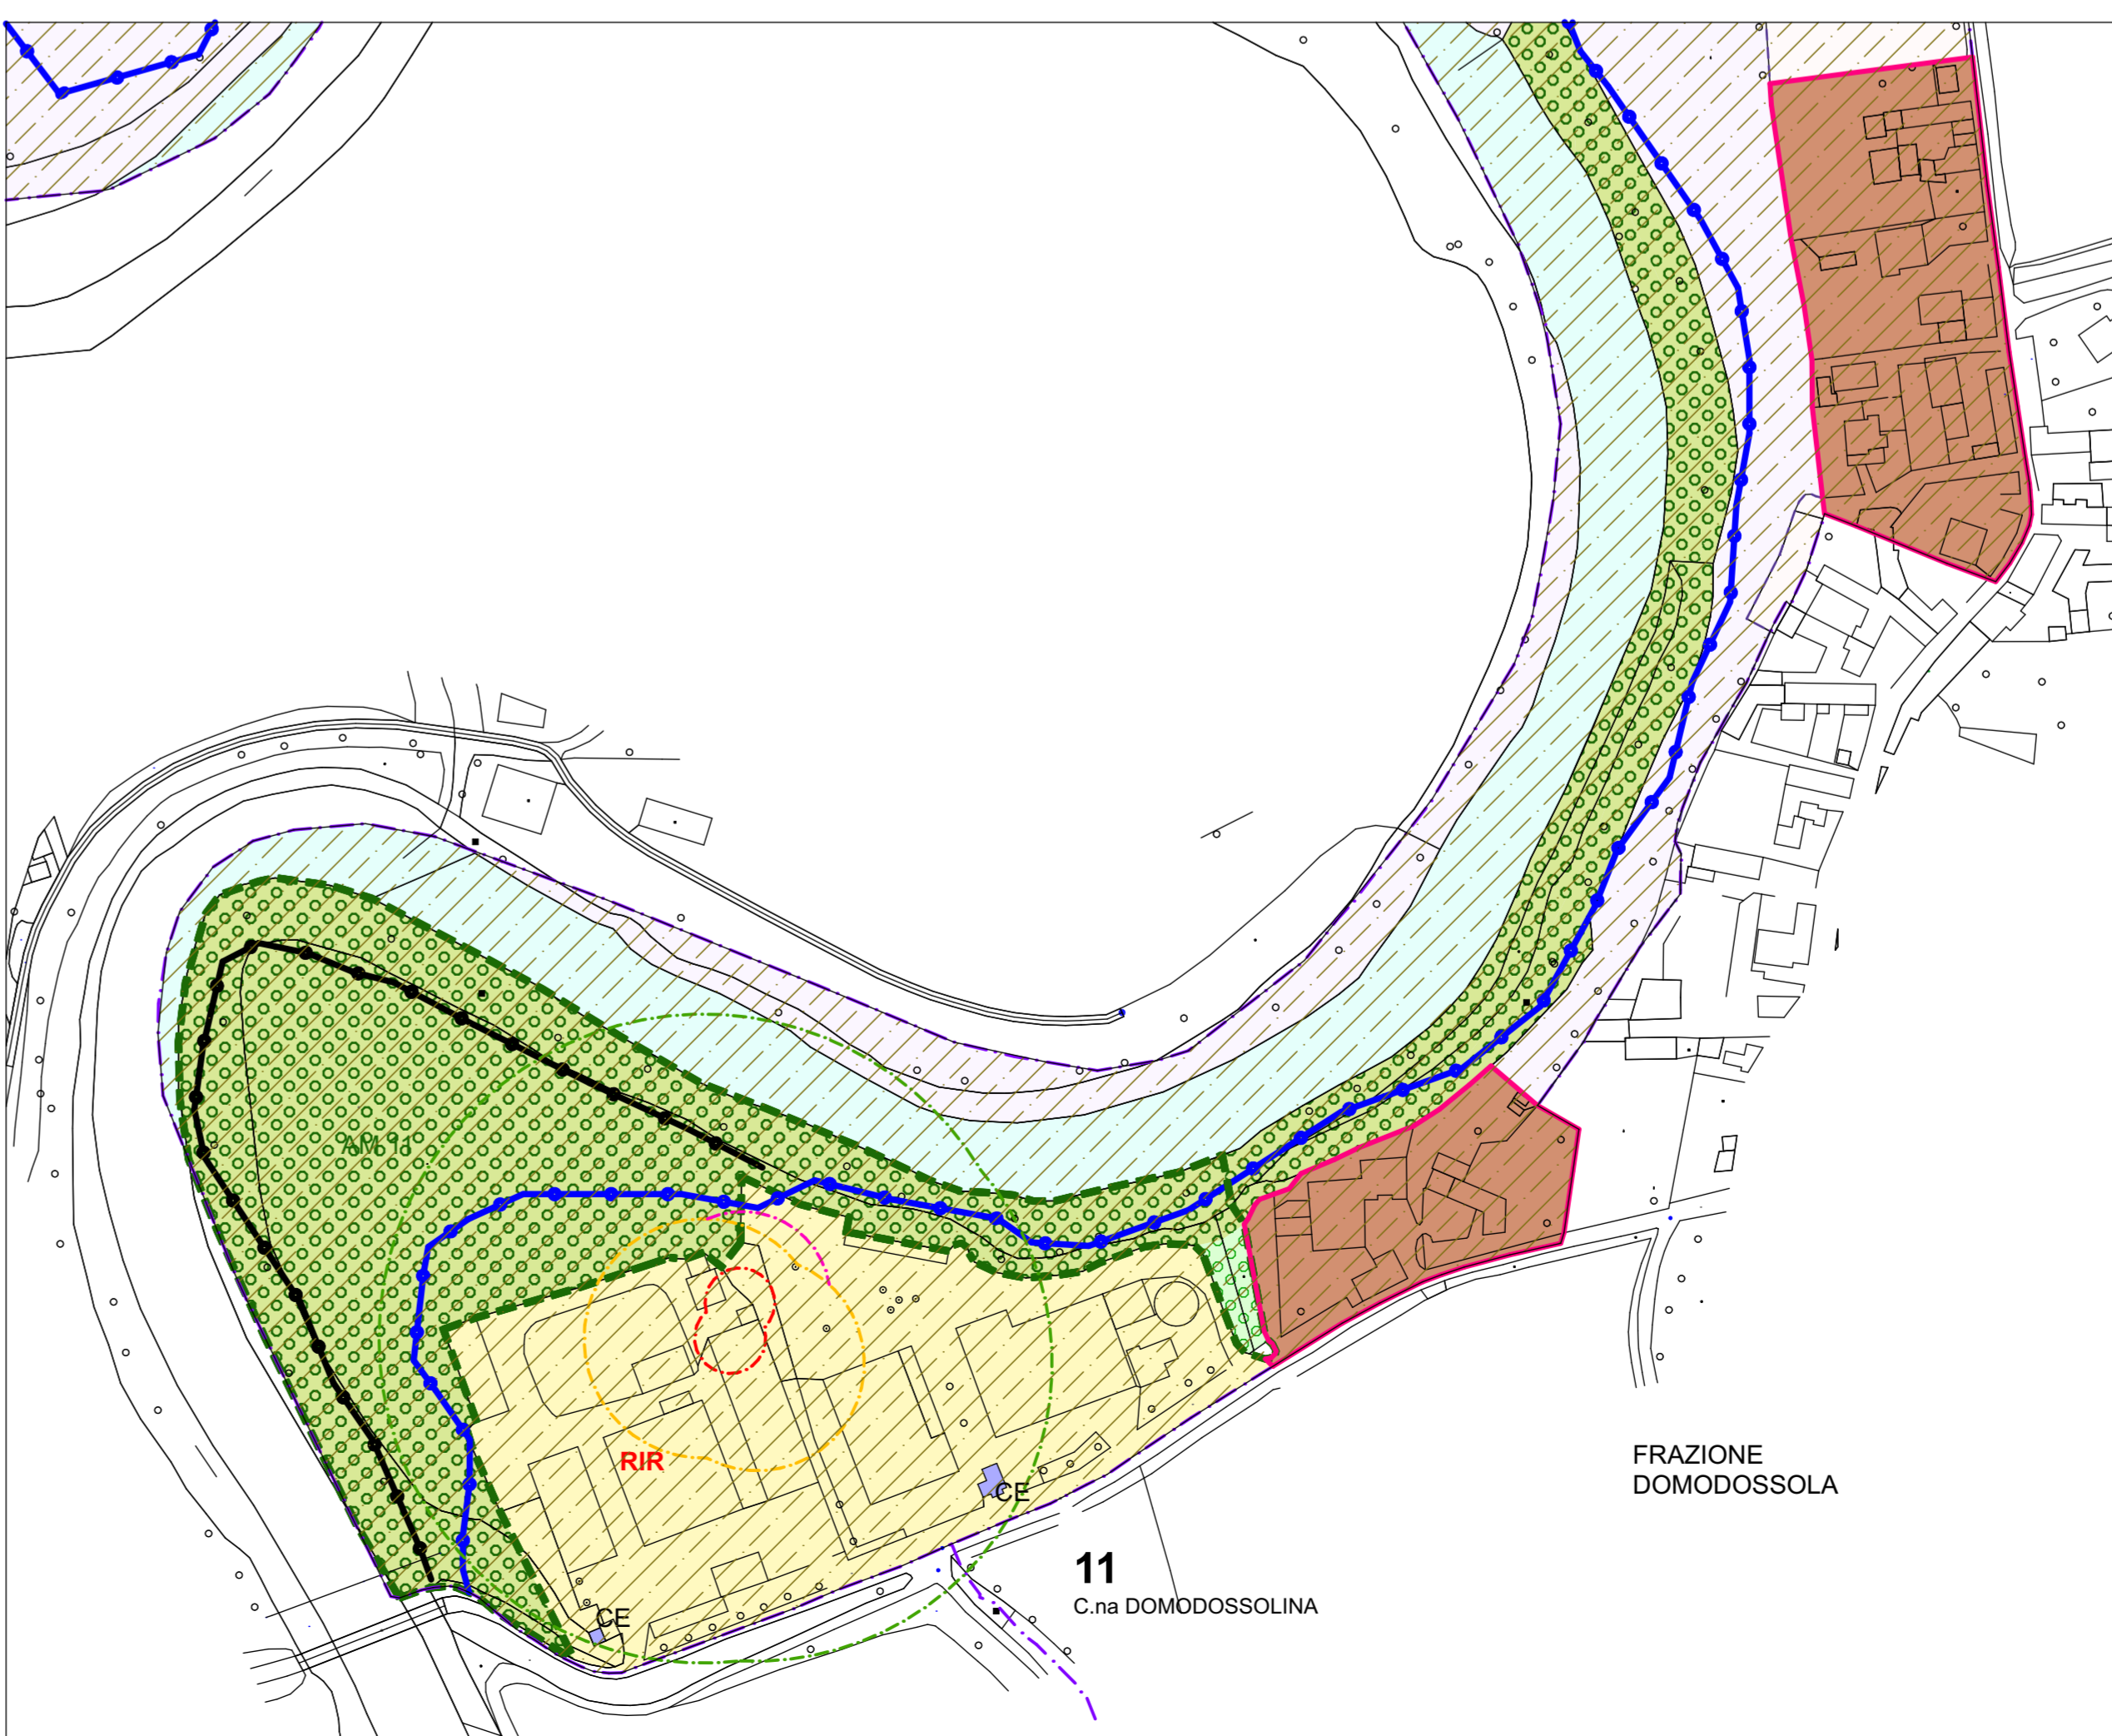 AM 11
RIR
CE
FRAZIONE
DOMODOSSOLA
11
C.na DOMODOSSOLINA
CE